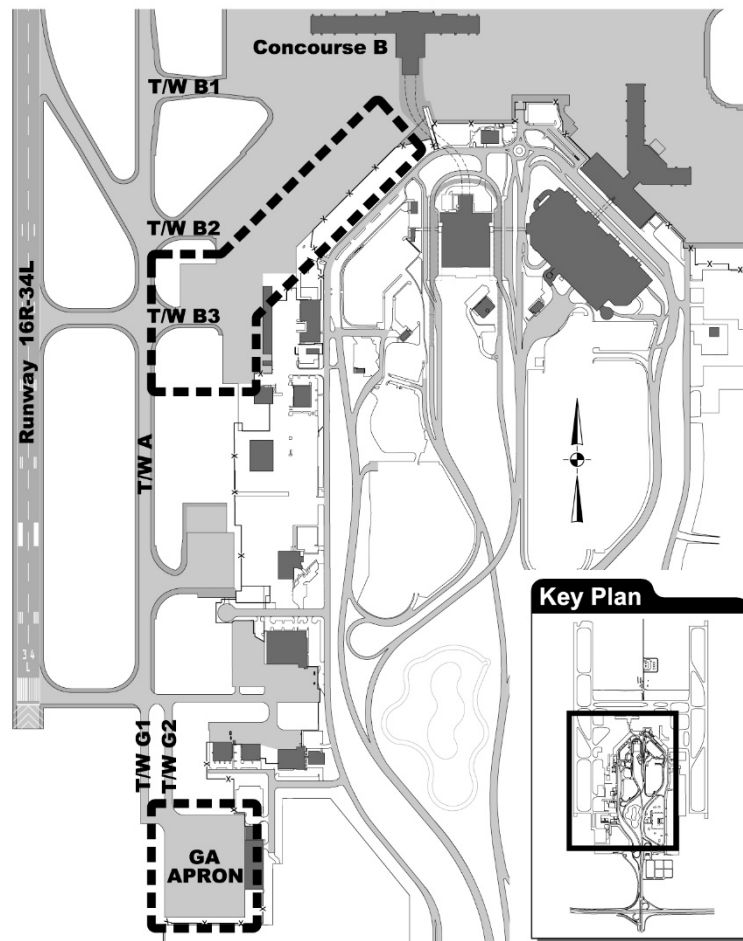 Concourse B
T/W B1
T/W B2
T/W B3
Runway 16R-34L
T/W A
34
L
T/W G1
T/W G2
GA
APRON
Key Plan